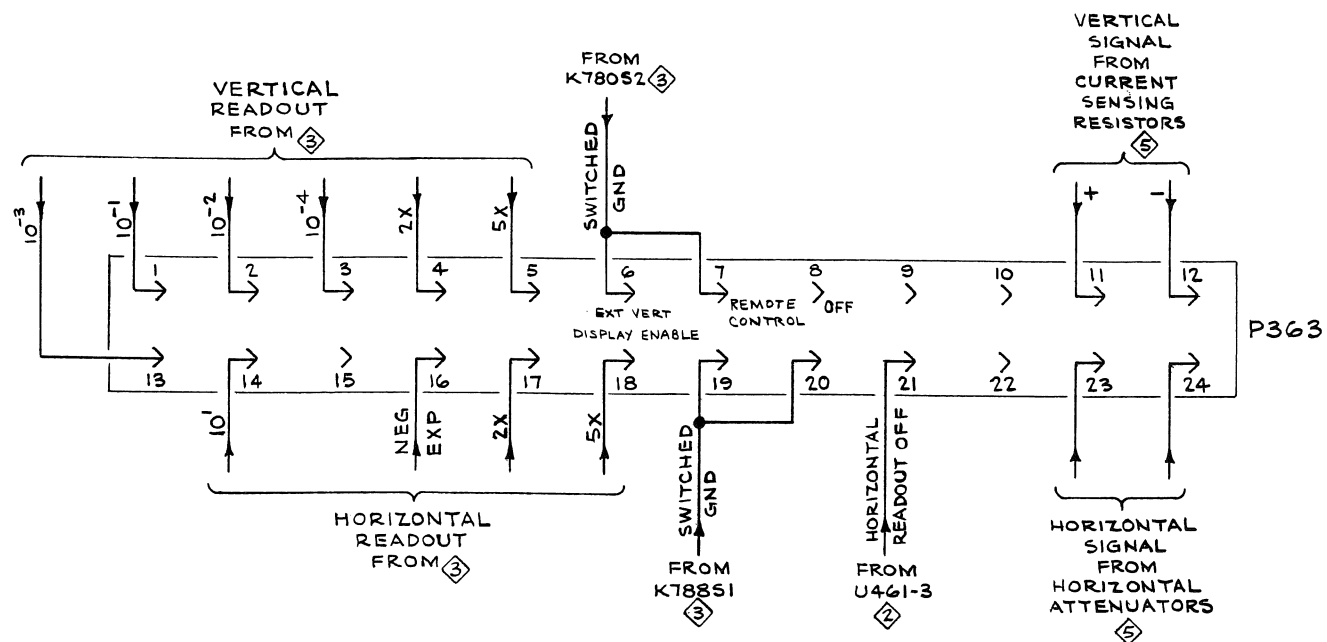 VERTICAL
READOUT
FROM 3
FROM
K780S2 3
VERTICAL
SIGNAL
FROM
CURRENT
SENSING
RESISTORS
5
10⁻³
10⁻¹
10⁻²
10⁻⁴
2X
5X
SWITCHED
GND
+
-
1
2
3
4
5
6
7
8
9
10
11
12
EXT VERT
DISPLAY ENABLE
REMOTE
CONTROL
OFF
P363
13
14
15
16
17
18
19
20
21
22
23
24
10¹
NEG
EXP
2X
5X
SWITCHED
GND
HORIZONTAL
READOUT OFF
HORIZONTAL
READOUT
FROM 3
FROM
K788S1
3
FROM
U461-3
2
HORIZONTAL
SIGNAL
FROM
HORIZONTAL
ATTENUATORS
5